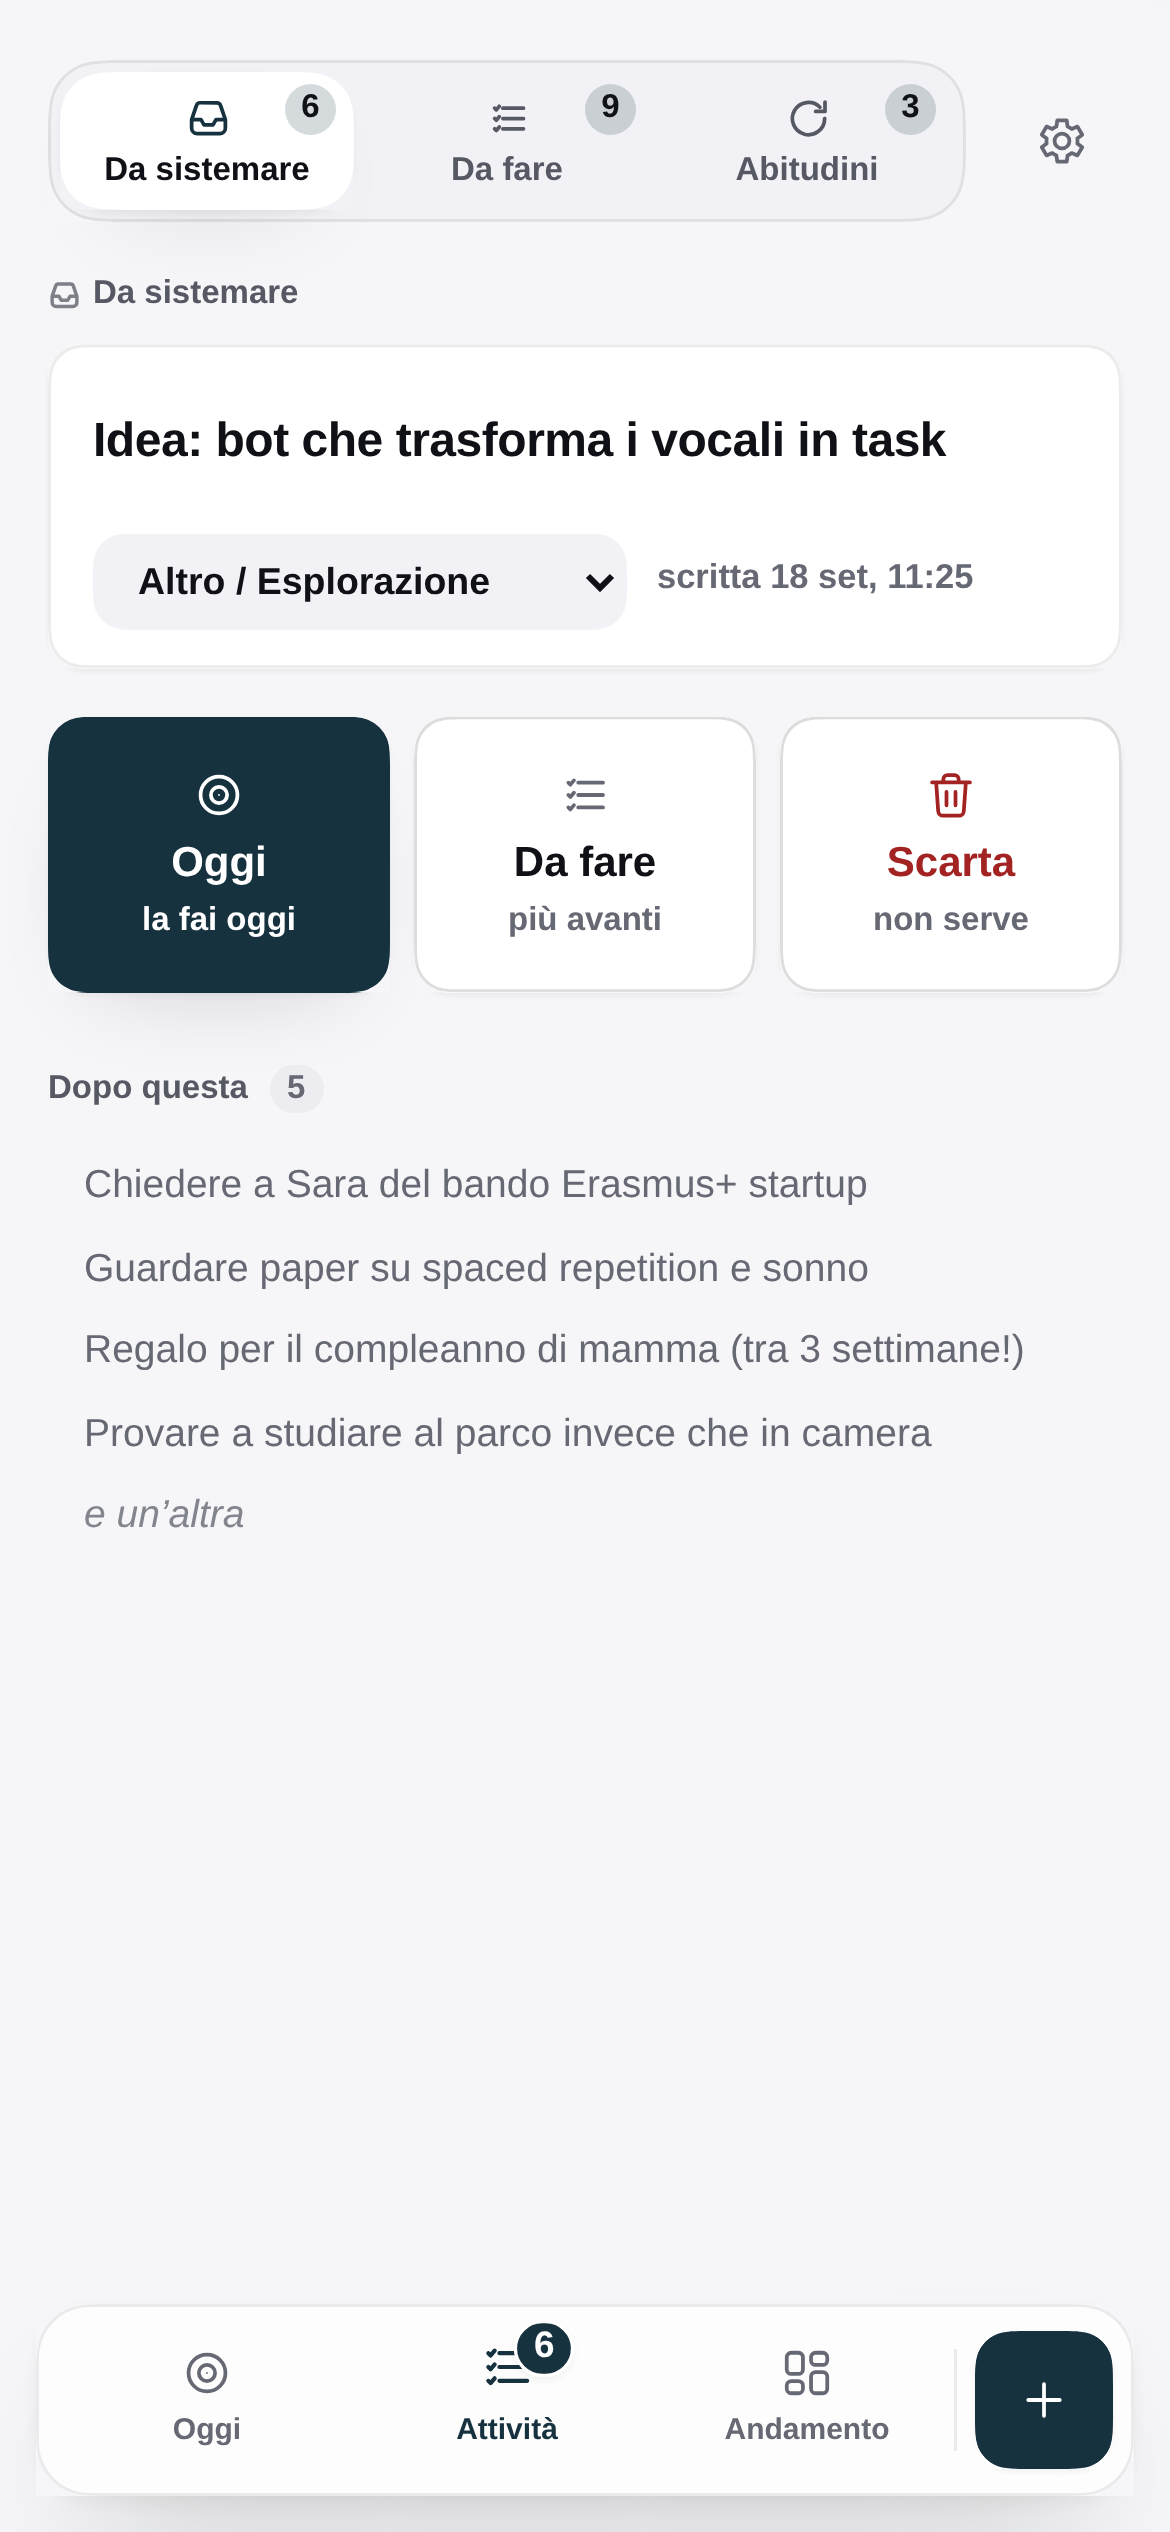 6
9
3
Da sistemare
Da fare
Abitudini
Da sistemare
Idea: bot che trasforma i vocali in task
Altro / Esplorazione
scritta 18 set, 11:25
Oggi
la fai oggi
Da fare
più avanti
Scarta
non serve
Dopo questa 5
Chiedere a Sara del bando Erasmus+ startup
Guardare paper su spaced repetition e sonno
Regalo per il compleanno di mamma (tra 3 settimane!)
Provare a studiare al parco invece che in camera
e un’altra
6
Oggi
Attività
Andamento